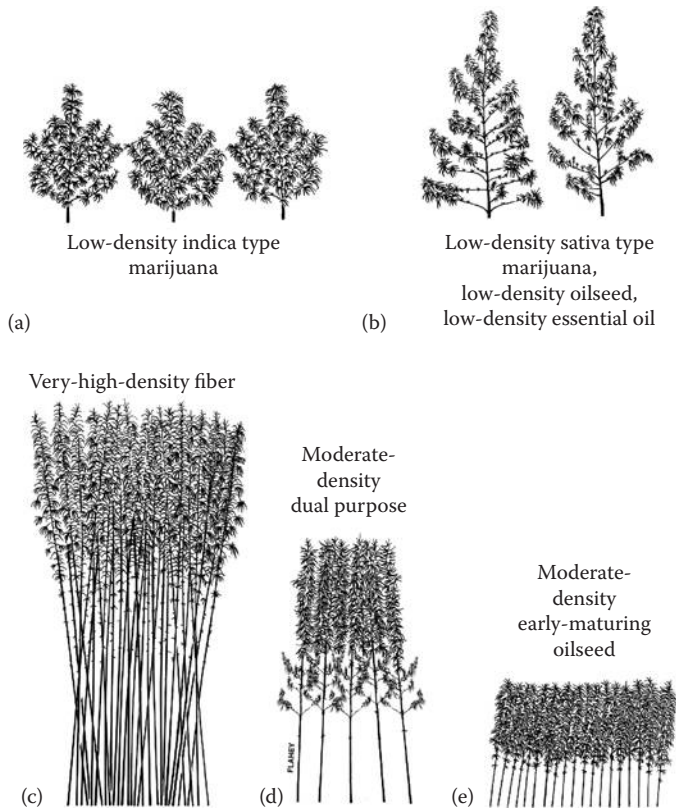 Low-density indica type
marijuana
(a)
Low-density sativa type
marijuana,
low-density oilseed,
low-density essential oil
(b)
Very-high-density fiber
(c)
Moderate-
density
dual purpose
FLAHEY
(d)
Moderate-
density
early-maturing
oilseed
(e)